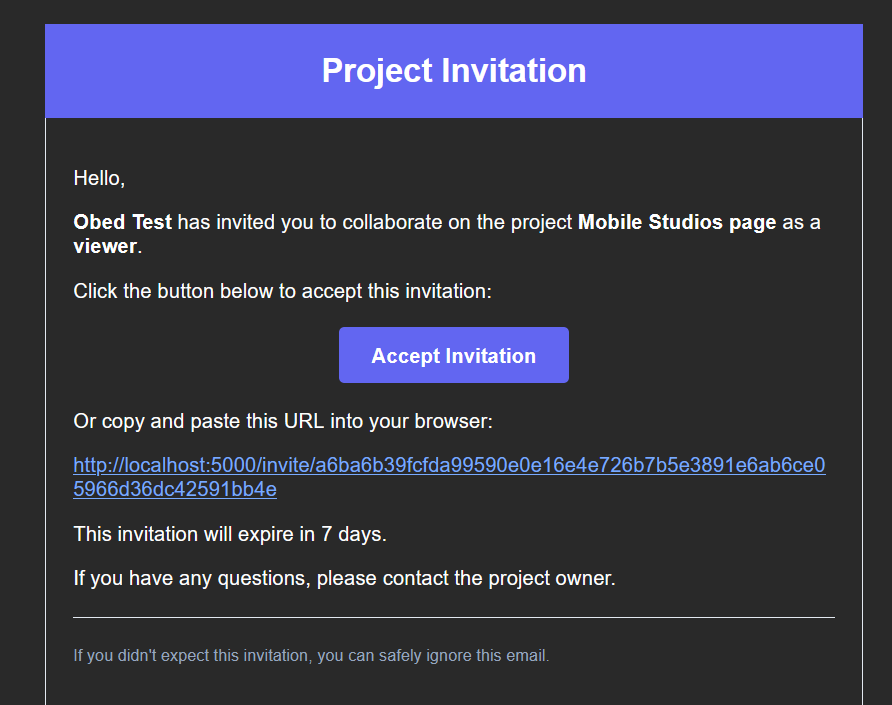 Project Invitation
Hello,
Obed Test has invited you to collaborate on the project Mobile Studios page as a
viewer.
Click the button below to accept this invitation:
Accept Invitation
Or copy and paste this URL into your browser:
http://localhost:5000/invite/a6ba6b39fcfda99590e0e16e4e726b7b5e3891e6ab6ce0
5966d36dc42591bb4e
This invitation will expire in 7 days.
If you have any questions, please contact the project owner.
If you didn't expect this invitation, you can safely ignore this email.